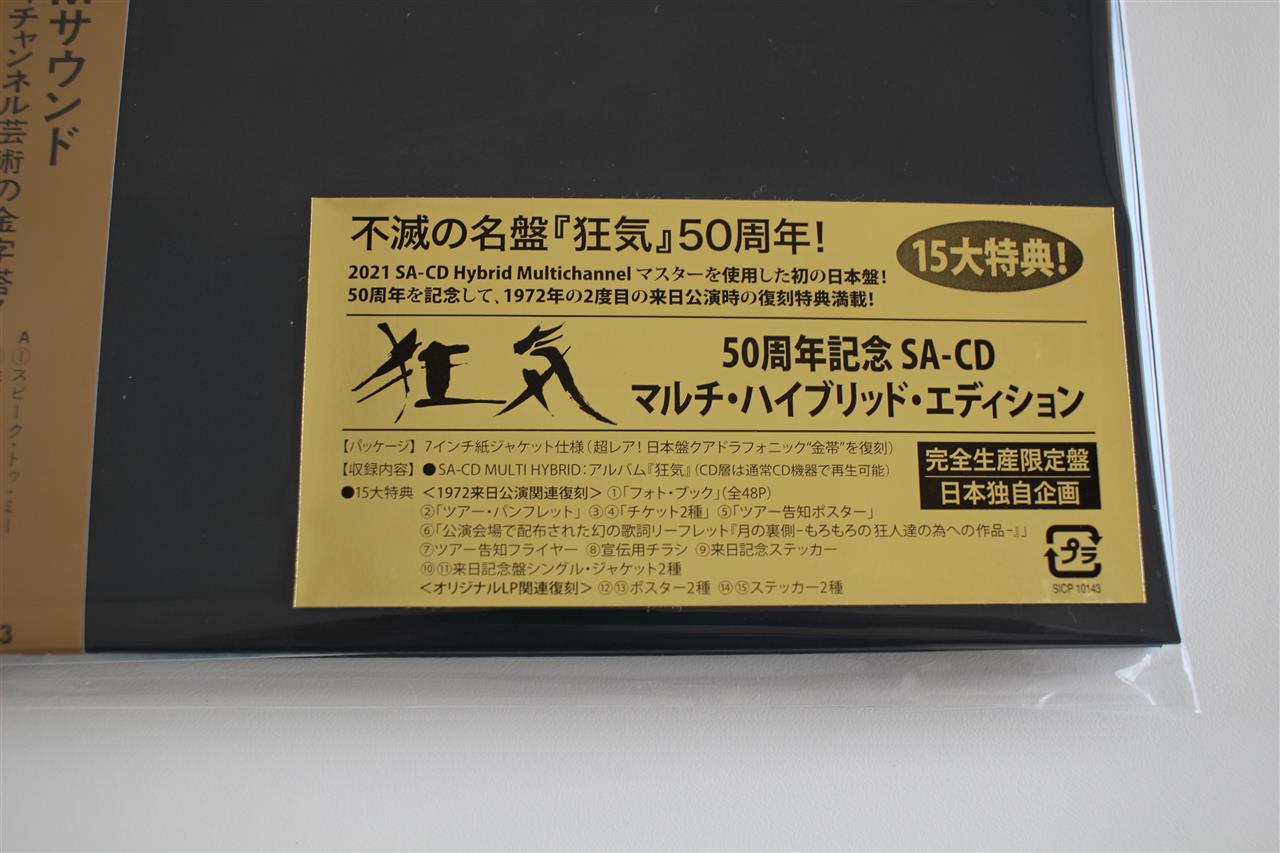 Mサウンド
チャンネル芸術の金字塔
A
①スピーク・トゥ・
3
不滅の名盤『狂気』50周年!
15大特典!
2021 SA-CD Hybrid Multichannel マスターを使用した初の日本盤!
50周年を記念して、1972年の2度目の来日公演時の復刻特典満載!
狂気
50周年記念 SA-CD
マルチ・ハイブリッド・エディション
【パッケージ】 7インチ紙ジャケット仕様(超レア! 日本盤クアドラフォニック“金帯”を復刻)
【収録内容】 ●SA-CD MULTI HYBRID:アルバム『狂気』(CD層は通常CD機器で再生可能)
●15大特典 <1972来日公演関連復刻> ①「フォト・ブック」(全48P)
②「ツアー・パンフレット」 ③④「チケット2種」 ⑤「ツアー告知ポスター」
⑥「公演会場で配布された幻の歌詞リーフレット『月の裏側−もろもろの狂人達の為への作品−』」
⑦ツアー告知フライヤー ⑧宣伝用チラシ ⑨来日記念ステッカー
⑩⑪来日記念盤シングル・ジャケット2種
<オリジナルLP関連復刻> ⑫⑬ポスター2種 ⑭⑮ステッカー2種
完全生産限定盤
日本独自企画
プラ
SICP 10143